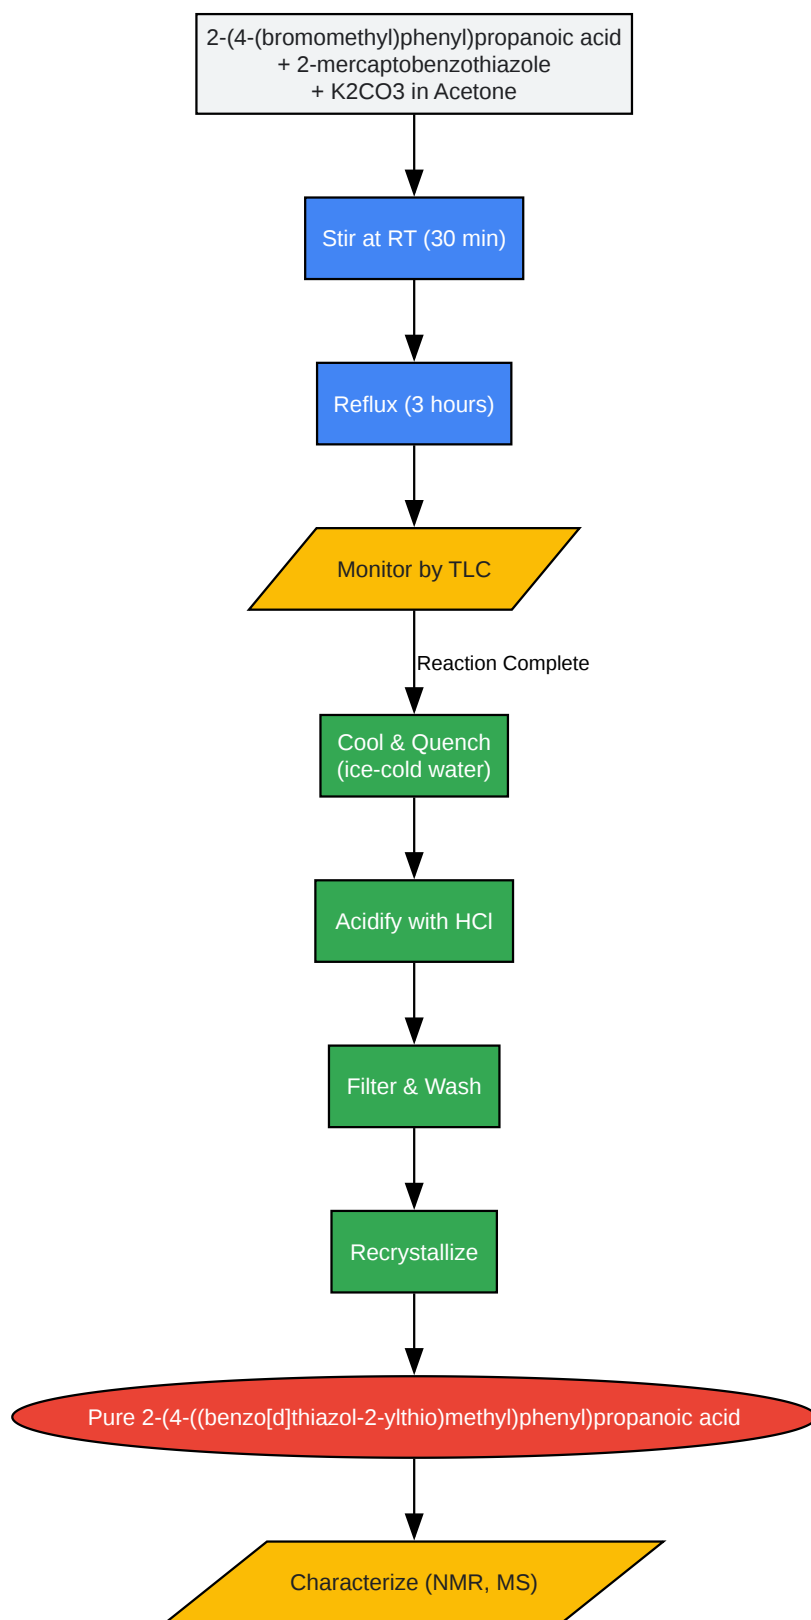 2-(4-(bromomethyl)phenyl)propanoic acid
+ 2-mercaptobenzothiazole
+ K2CO3 in Acetone
Stir at RT (30 min)
Reflux (3 hours)
Monitor by TLC
Reaction Complete
Cool & Quench
(ice-cold water)
Acidify with HCl
Filter & Wash
Recrystallize
Pure 2-(4-((benzo[d]thiazol-2-ylthio)methyl)phenyl)propanoic acid
Characterize (NMR, MS)